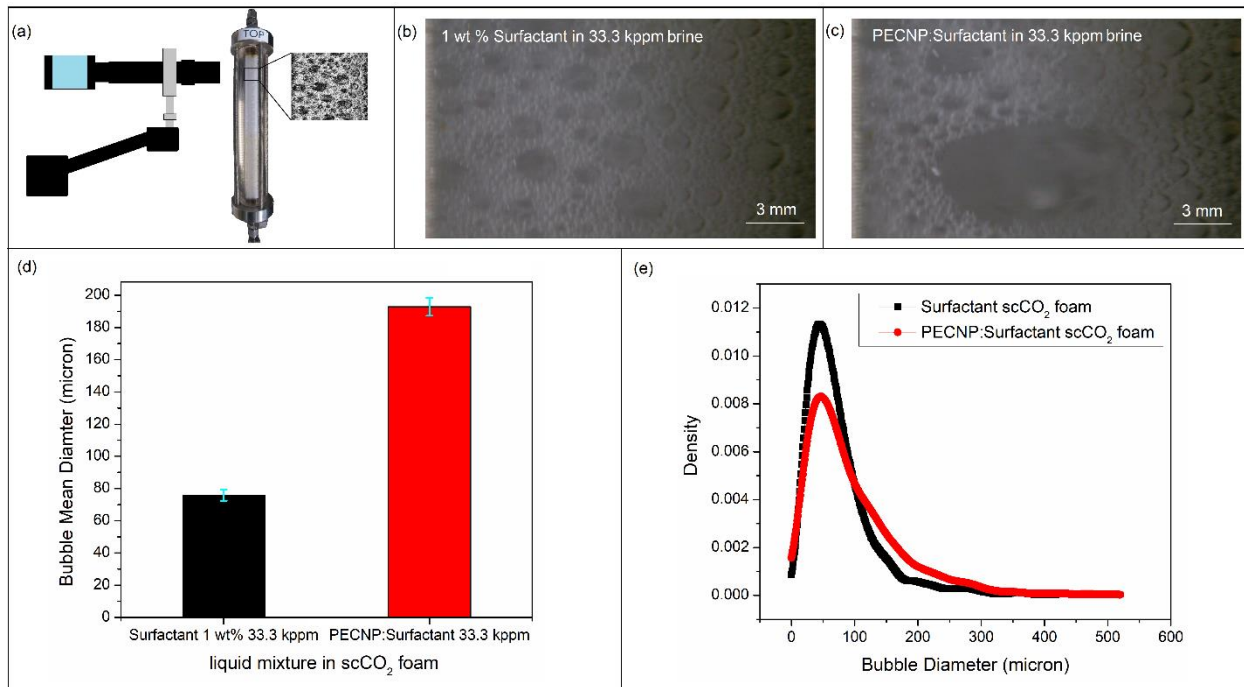 (a)
TOP
(b)
1 wt % Surfactant in 33.3 kppm brine
3 mm
(c)
PECNP:Surfactant in 33.3 kppm brine
3 mm
(d)
Bubble Mean Diamter (micron)
200
180
160
140
120
100
80
60
40
20
0
Surfactant 1 wt% 33.3 kppm
PECNP:Surfactant 33.3 kppm
liquid mixture in scCO₂ foam
(e)
Surfactant scCO₂ foam
PECNP:Surfactant scCO₂ foam
Density
0.012
0.010
0.008
0.006
0.004
0.002
0.000
0 100 200 300 400 500 600
Bubble Diameter (micron)